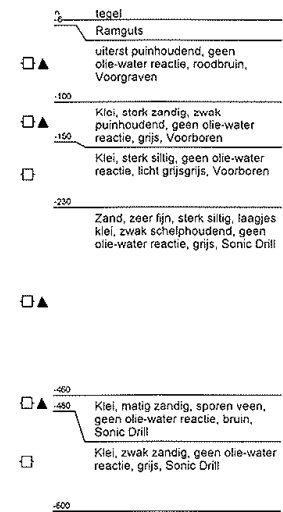 0
tegel
-5
Ramguts
uiterst puinhoudend, geen
olie-water reactie, roodbruin,
Voorgraven
-100
Klei, sterk zandig, zwak
puinhoudend, geen olie-water
reactie, grijs, Voorboren
-150
Klei, sterk siltig, geen olie-water
reactie, licht grijsgrijs, Voorboren
-230
Zand, zeer fijn, sterk siltig, laagjes
klei, zwak schelphoudend, geen
olie-water reactie, grijs, Sonic Drill
-460
-480
Klei, matig zandig, sporen veen,
geen olie-water reactie, bruin,
Sonic Drill
Klei, zwak zandig, geen olie-water
reactie, grijs, Sonic Drill
-600